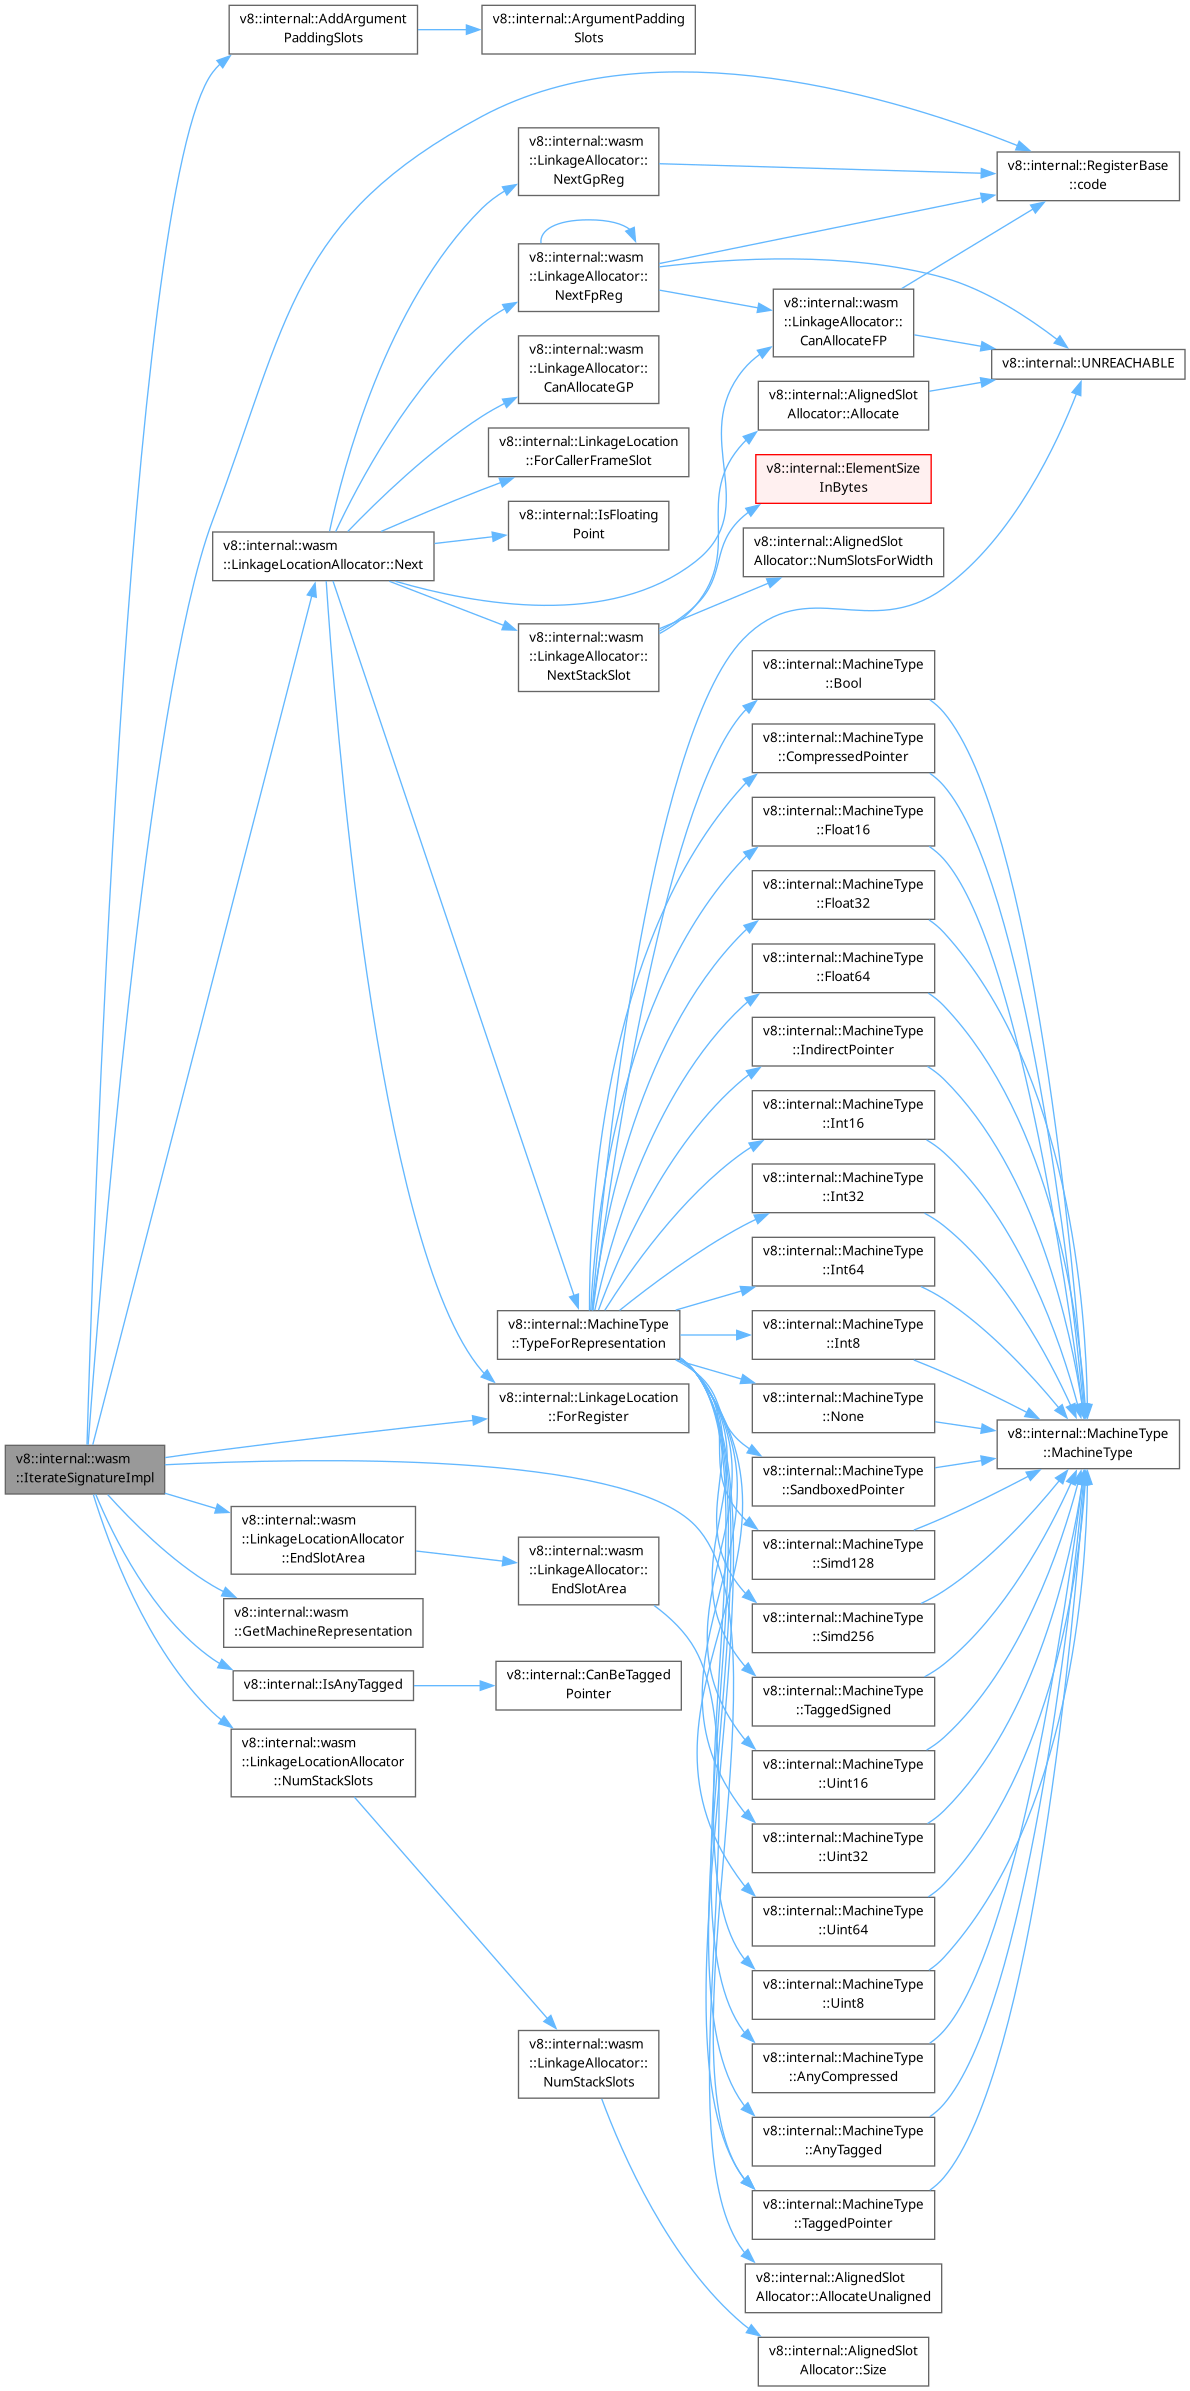 v8::internal::AddArgument
PaddingSlots
v8::internal::ArgumentPadding
Slots
v8::internal::wasm
::LinkageAllocator::
NextGpReg
v8::internal::RegisterBase
::code
v8::internal::wasm
::LinkageAllocator::
NextFpReg
v8::internal::wasm
::LinkageAllocator::
CanAllocateFP
v8::internal::wasm
::LinkageAllocator::
CanAllocateGP
v8::internal::UNREACHABLE
v8::internal::AlignedSlot
Allocator::Allocate
v8::internal::LinkageLocation
::ForCallerFrameSlot
v8::internal::ElementSize
InBytes
v8::internal::IsFloating
Point
v8::internal::wasm
::LinkageLocationAllocator::Next
v8::internal::AlignedSlot
Allocator::NumSlotsForWidth
v8::internal::wasm
::LinkageAllocator::
NextStackSlot
v8::internal::MachineType
::Bool
v8::internal::MachineType
::CompressedPointer
v8::internal::MachineType
::Float16
v8::internal::MachineType
::Float32
v8::internal::MachineType
::Float64
v8::internal::MachineType
::IndirectPointer
v8::internal::MachineType
::Int16
v8::internal::MachineType
::Int32
v8::internal::MachineType
::Int64
v8::internal::MachineType
::TypeForRepresentation
v8::internal::MachineType
::Int8
v8::internal::LinkageLocation
::ForRegister
v8::internal::MachineType
::None
v8::internal::MachineType
::MachineType
v8::internal::wasm
::IterateSignatureImpl
v8::internal::MachineType
::SandboxedPointer
v8::internal::wasm
::LinkageLocationAllocator
::EndSlotArea
v8::internal::wasm
::LinkageAllocator::
EndSlotArea
v8::internal::MachineType
::Simd128
v8::internal::wasm
::GetMachineRepresentation
v8::internal::MachineType
::Simd256
v8::internal::IsAnyTagged
v8::internal::CanBeTagged
Pointer
v8::internal::MachineType
::TaggedSigned
v8::internal::wasm
::LinkageLocationAllocator
::NumStackSlots
v8::internal::MachineType
::Uint16
v8::internal::MachineType
::Uint32
v8::internal::MachineType
::Uint64
v8::internal::MachineType
::Uint8
v8::internal::wasm
::LinkageAllocator::
NumStackSlots
v8::internal::MachineType
::AnyCompressed
v8::internal::MachineType
::AnyTagged
v8::internal::MachineType
::TaggedPointer
v8::internal::AlignedSlot
Allocator::AllocateUnaligned
v8::internal::AlignedSlot
Allocator::Size